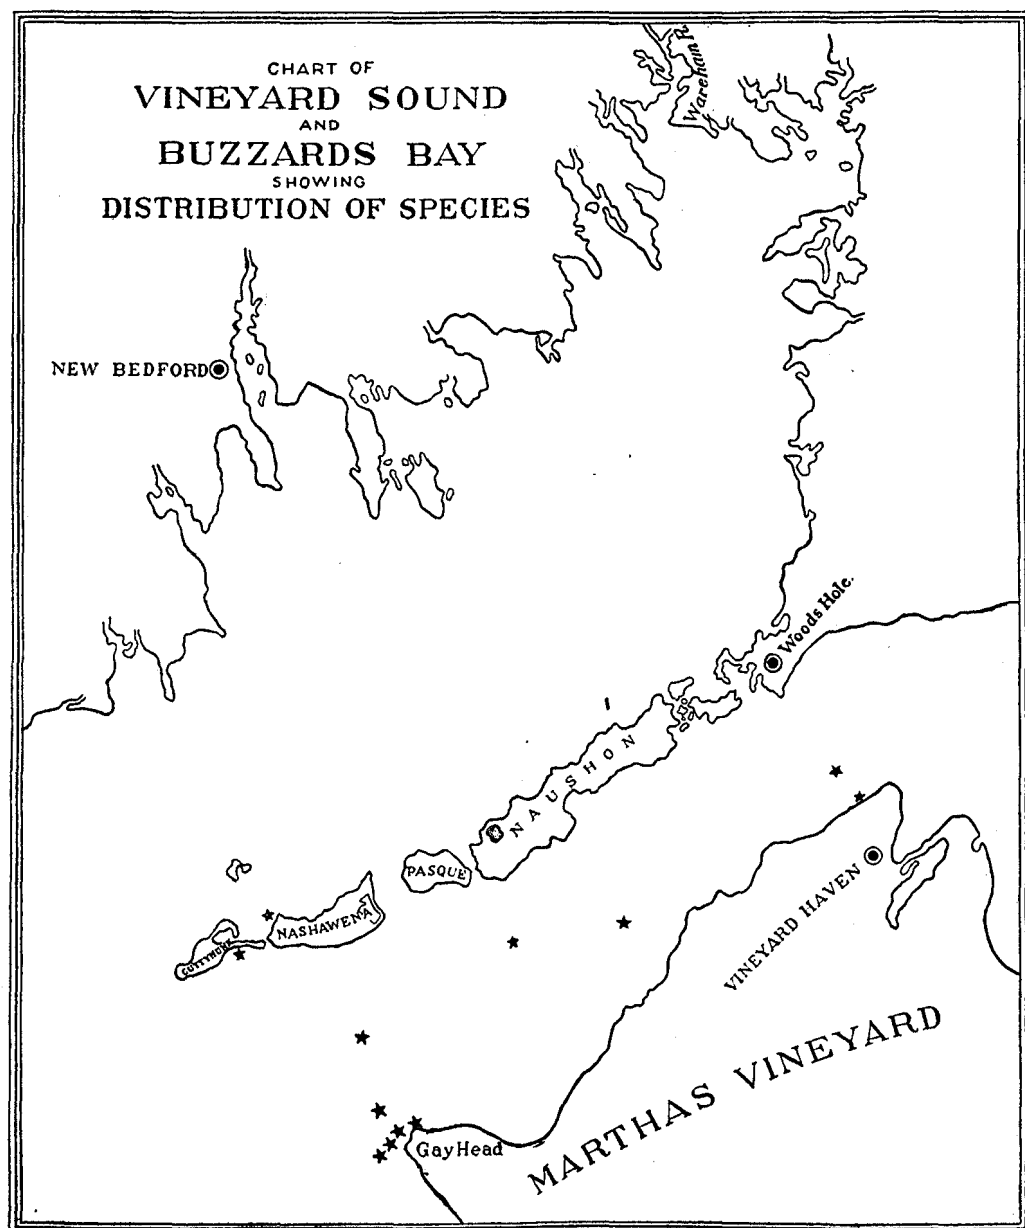 CHART OF
VINEYARD SOUND
AND
BUZZARDS BAY
SHOWING
DISTRIBUTION OF SPECIES
Wareham R.
NEW BEDFORD
Woods Hole.
NAUSHON
PASQUE
NASHAWENA
CUTTYHUNK
VINEYARD HAVEN
MARTHAS VINEYARD
Gay Head